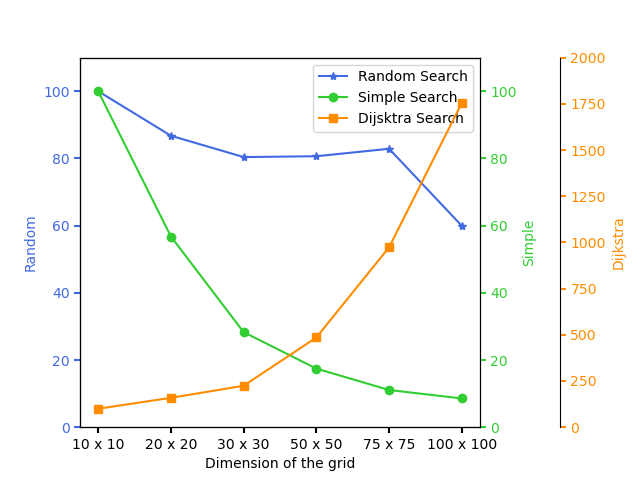 Random Search
Simple Search
Dijsktra Search
Random
100
80
60
40
20
0
Simple
100
80
60
40
20
0
Dijkstra
2000
1750
1500
1250
1000
750
500
250
0
10 x 10 20 x 20 30 x 30 50 x 50 75 x 75 100 x 100
Dimension of the grid